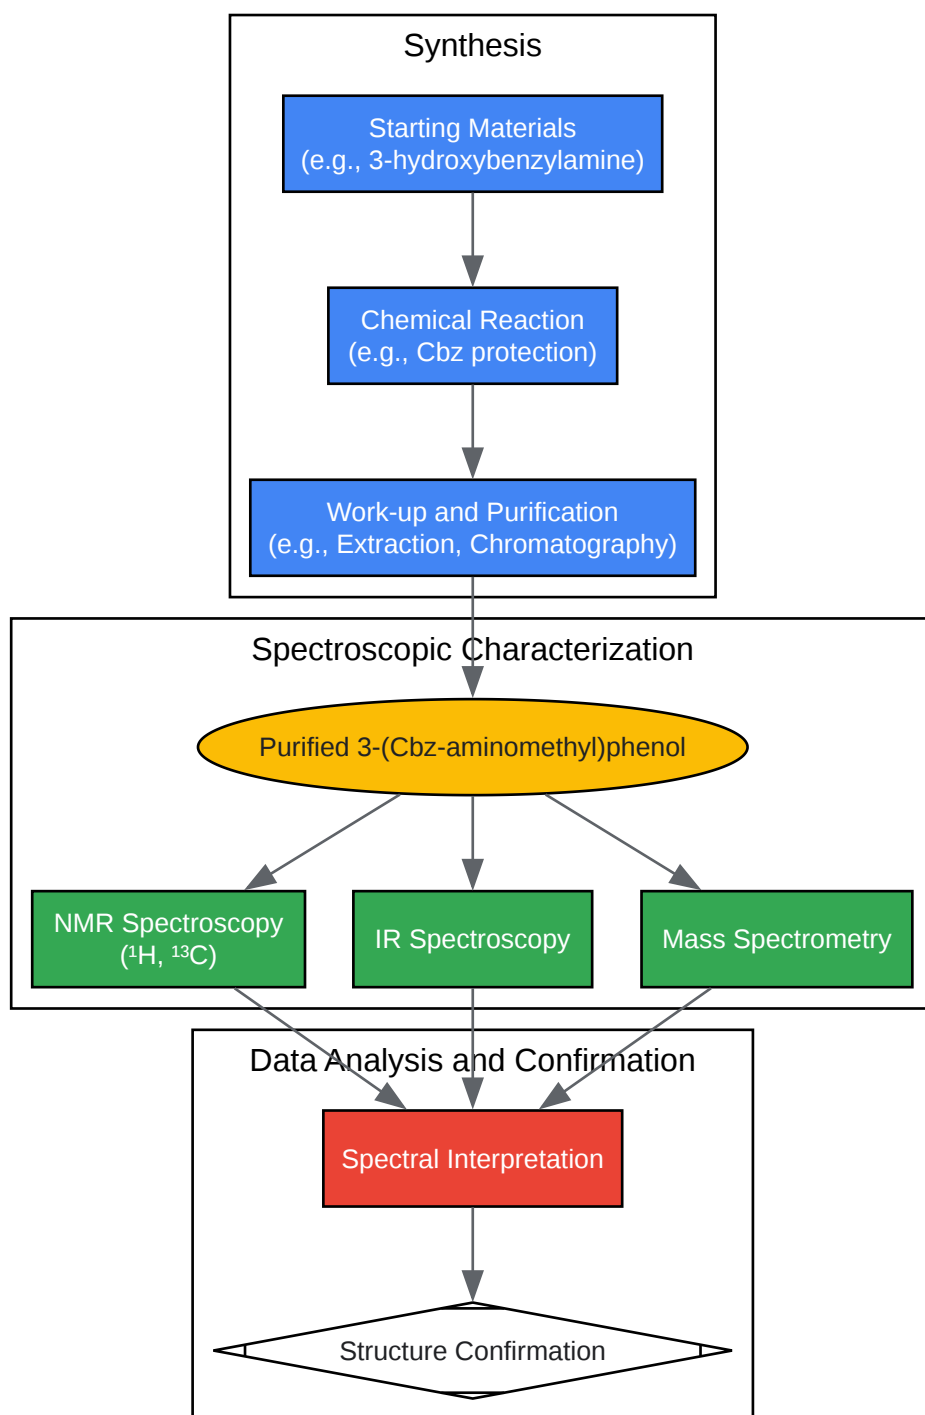 Synthesis
Starting Materials
(e.g., 3-hydroxybenzylamine)
Chemical Reaction
(e.g., Cbz protection)
Work-up and Purification
(e.g., Extraction, Chromatography)
Spectroscopic Characterization
Purified 3-(Cbz-aminomethyl)phenol
NMR Spectroscopy
(¹H, ¹³C)
IR Spectroscopy
Mass Spectrometry
Data Analysis and Confirmation
Spectral Interpretation
Structure Confirmation